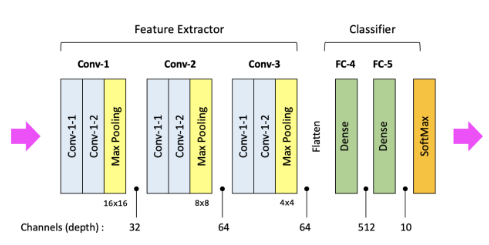 Feature Extractor
Classifier
Conv-1
Conv-2
Conv-3
FC-4
FC-5
Conv-1-1
Conv-1-2
Max Pooling
Conv-1-1
Conv-1-2
Max Pooling
Conv-1-1
Conv-1-2
Max Pooling
Flatten
Dense
Dense
SoftMax
16x16
8x8
4x4
Channels (depth) :
32
64
64
512
10